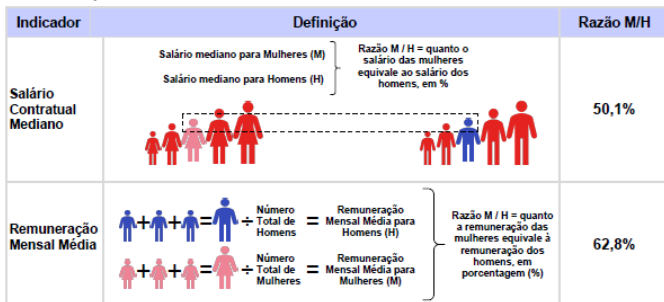 Indicador Definição Razão M/H
Salário
Contratual
Mediano
Salário mediano para Mulheres (M)
Salário mediano para Homens (H)
Razão M / H = quanto o
salário das mulheres
equivale ao salário dos
homens, em %
50,1%
Remuneração
Mensal Média
+ + = ÷ Número
Total de
Homens
= Remuneração
Mensal Média para
Homens (H)
+ + = ÷ Número
Total de
Mulheres
= Remuneração
Mensal Média para
Mulheres (M)
Razão M / H = quanto
a remuneração das
mulheres equivale à
remuneração dos
homens, em
porcentagem (%)
62,8%